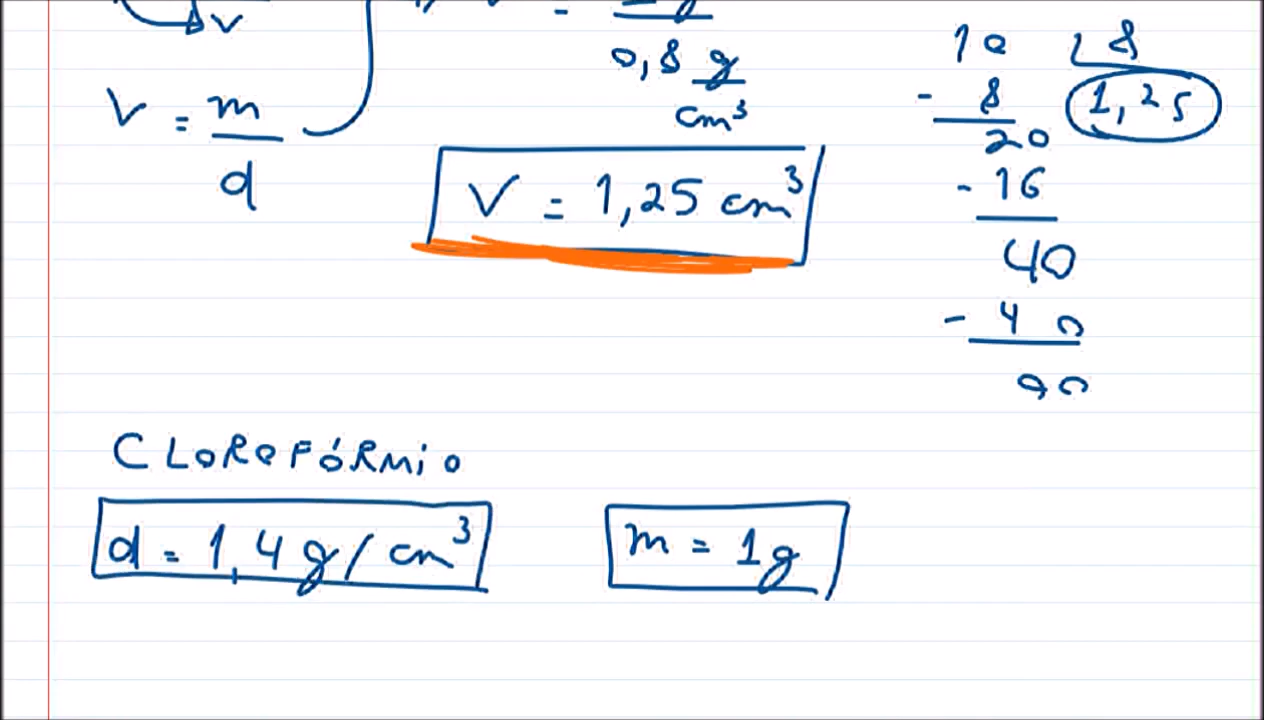 V
V = m/d
0,8 g/cm³
V = 1,25 cm³
10 8
- 8 1,25
20
- 16
40
- 40
00
CLOROFÓRMIO
d = 1,4 g/cm³ m = 1g